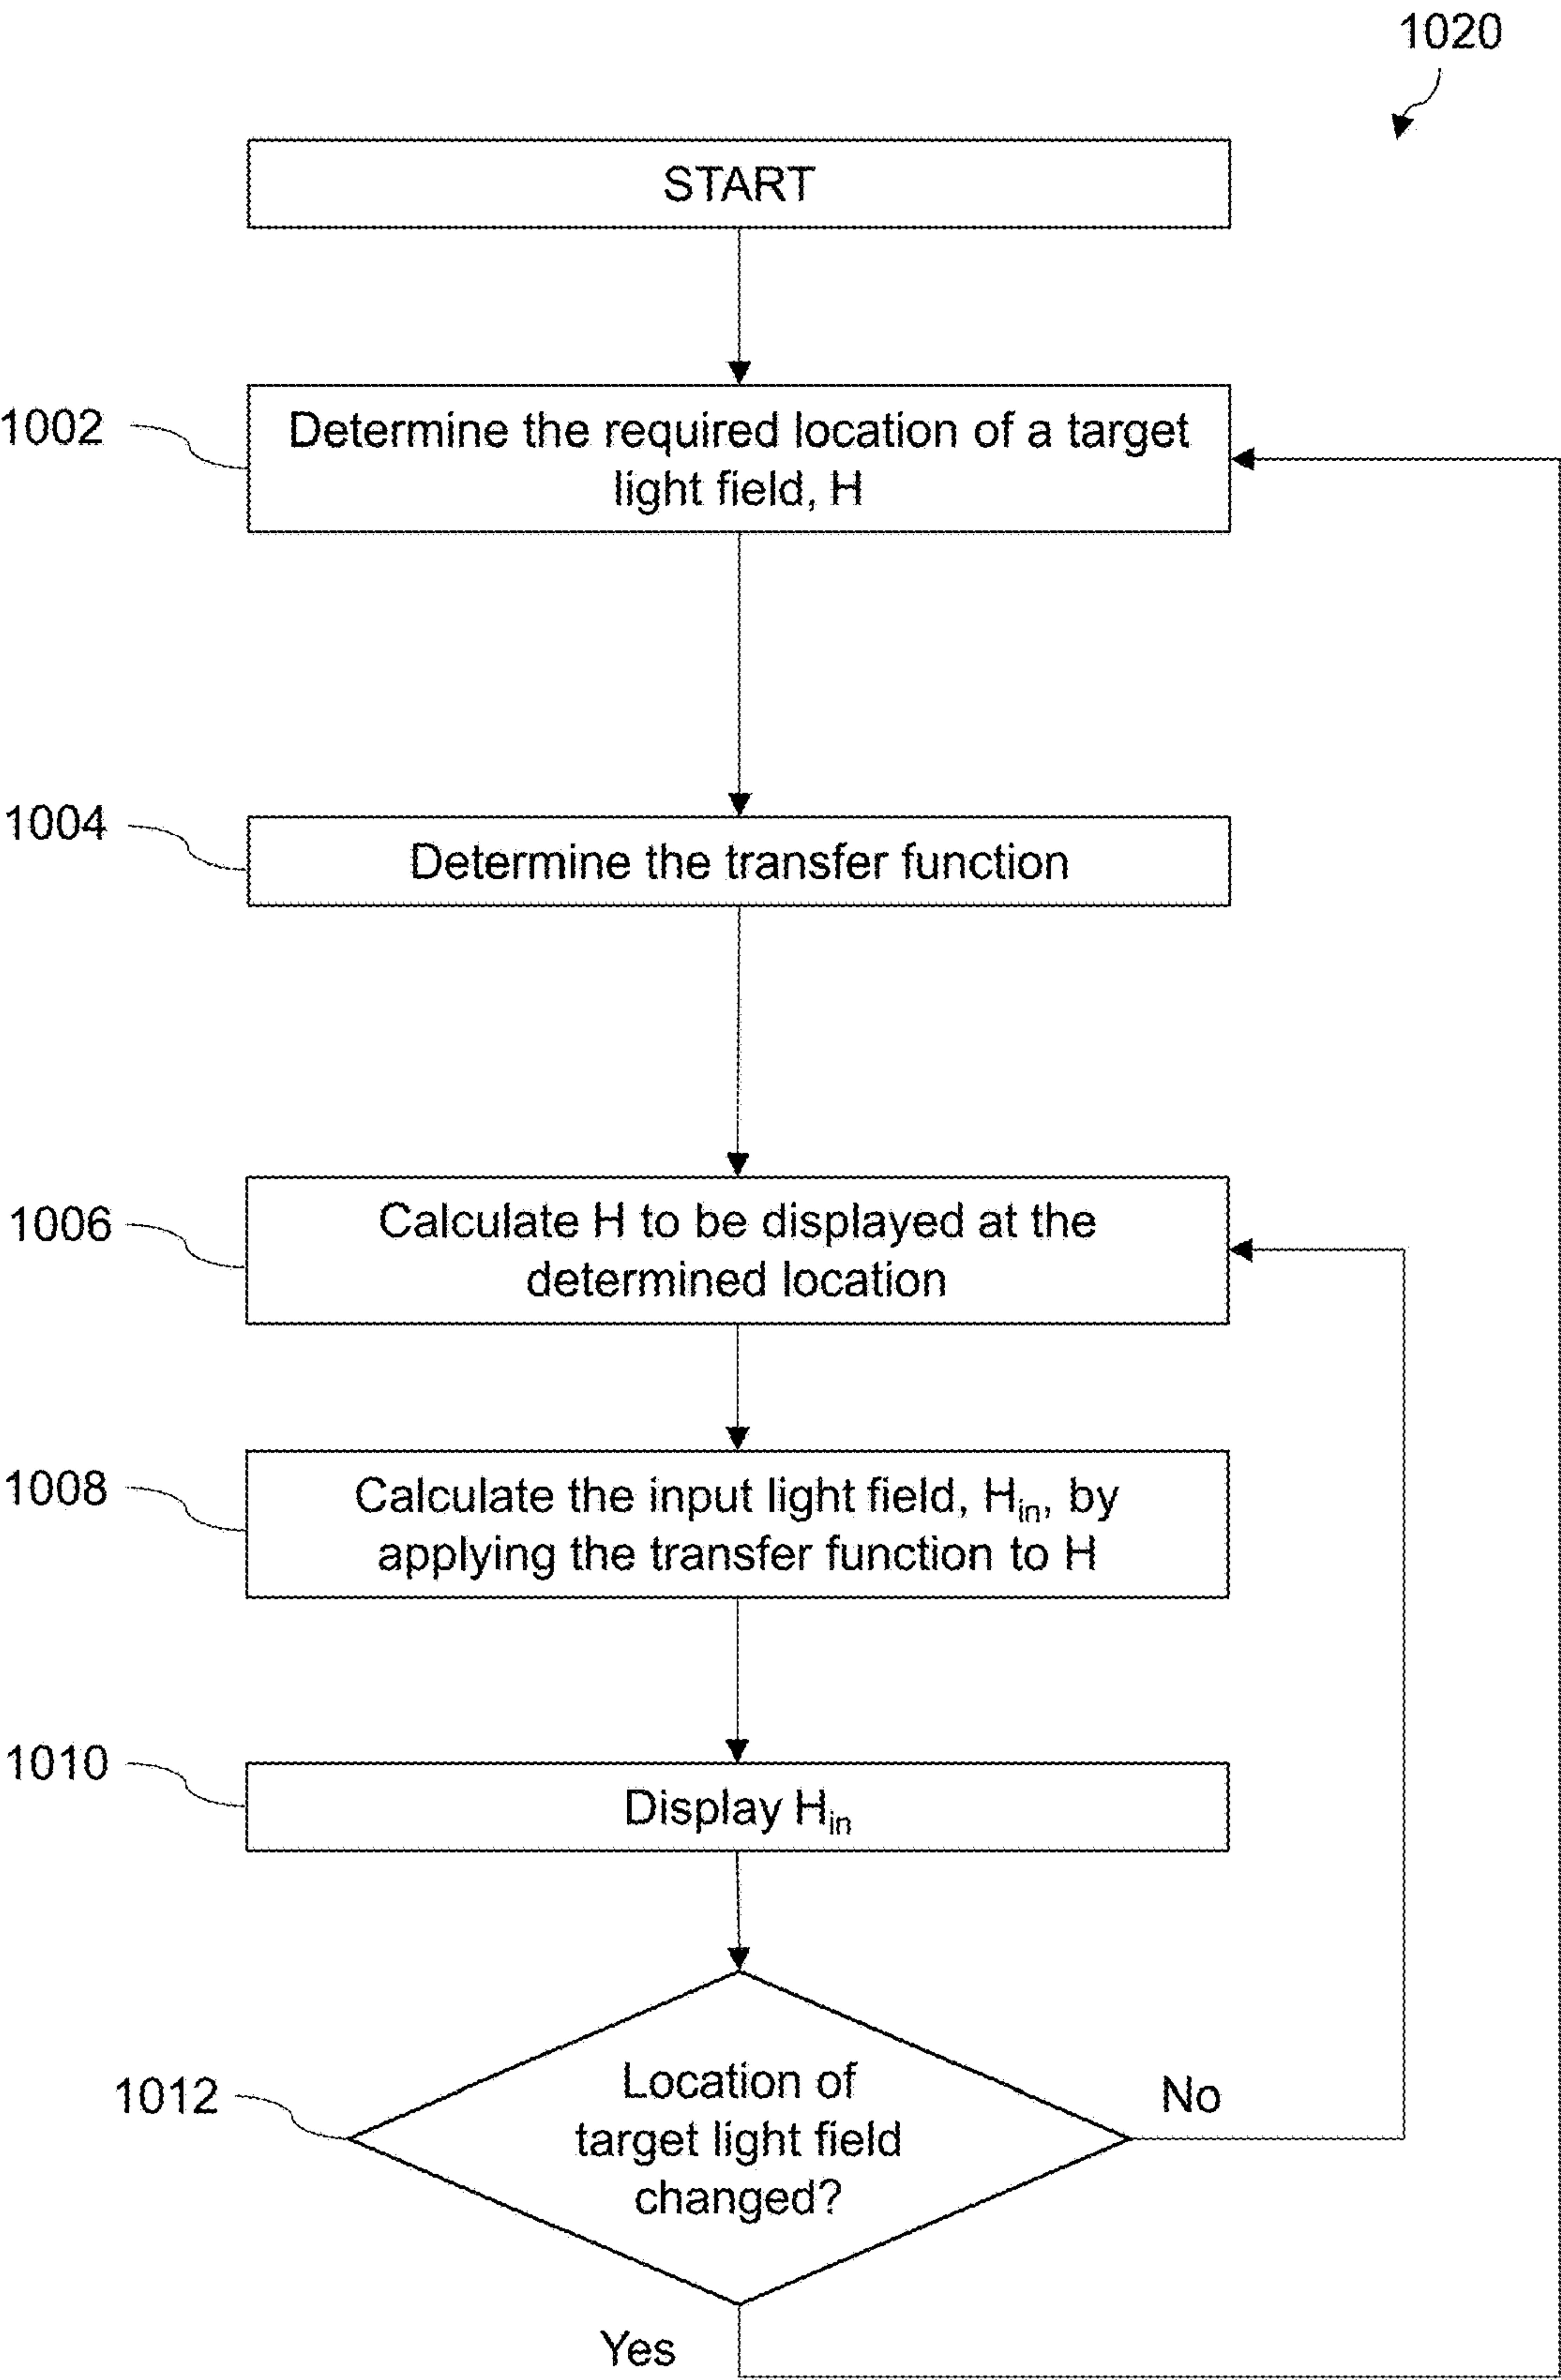 1020
START
1002
Determine the required location of a target
light field, H
1004
Determine the transfer function
1006
Calculate H to be displayed at the
determined location
1008
Calculate the input light field, Hin, by
applying the transfer function to H
1010
Display Hin
1012
Location of
target light field
changed?
No
Yes